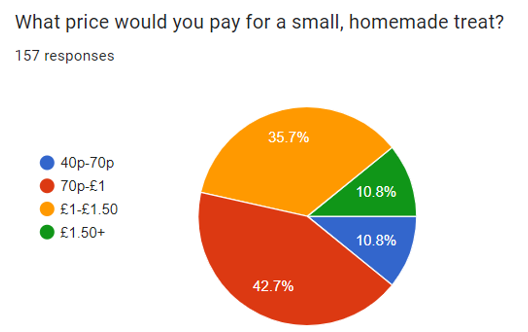 What price would you pay for a small, homemade treat?
157 responses
40p-70p
70p-£1
£1-£1.50
£1.50+
35.7%
10.8%
10.8%
42.7%